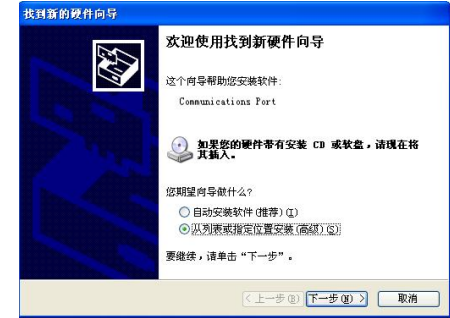 找到新的硬件向导
欢迎使用找到新硬件向导
这个向导帮助您安装软件:
Communications Port
如果您的硬件带有安装 CD 或软盘，请现在将
其插入。
您期望向导做什么?
自动安装软件(推荐)(I)
从列表或指定位置安装(高级)(S)
要继续，请单击“下一步”。
< 上一步(B) 下一步(N) > 取消